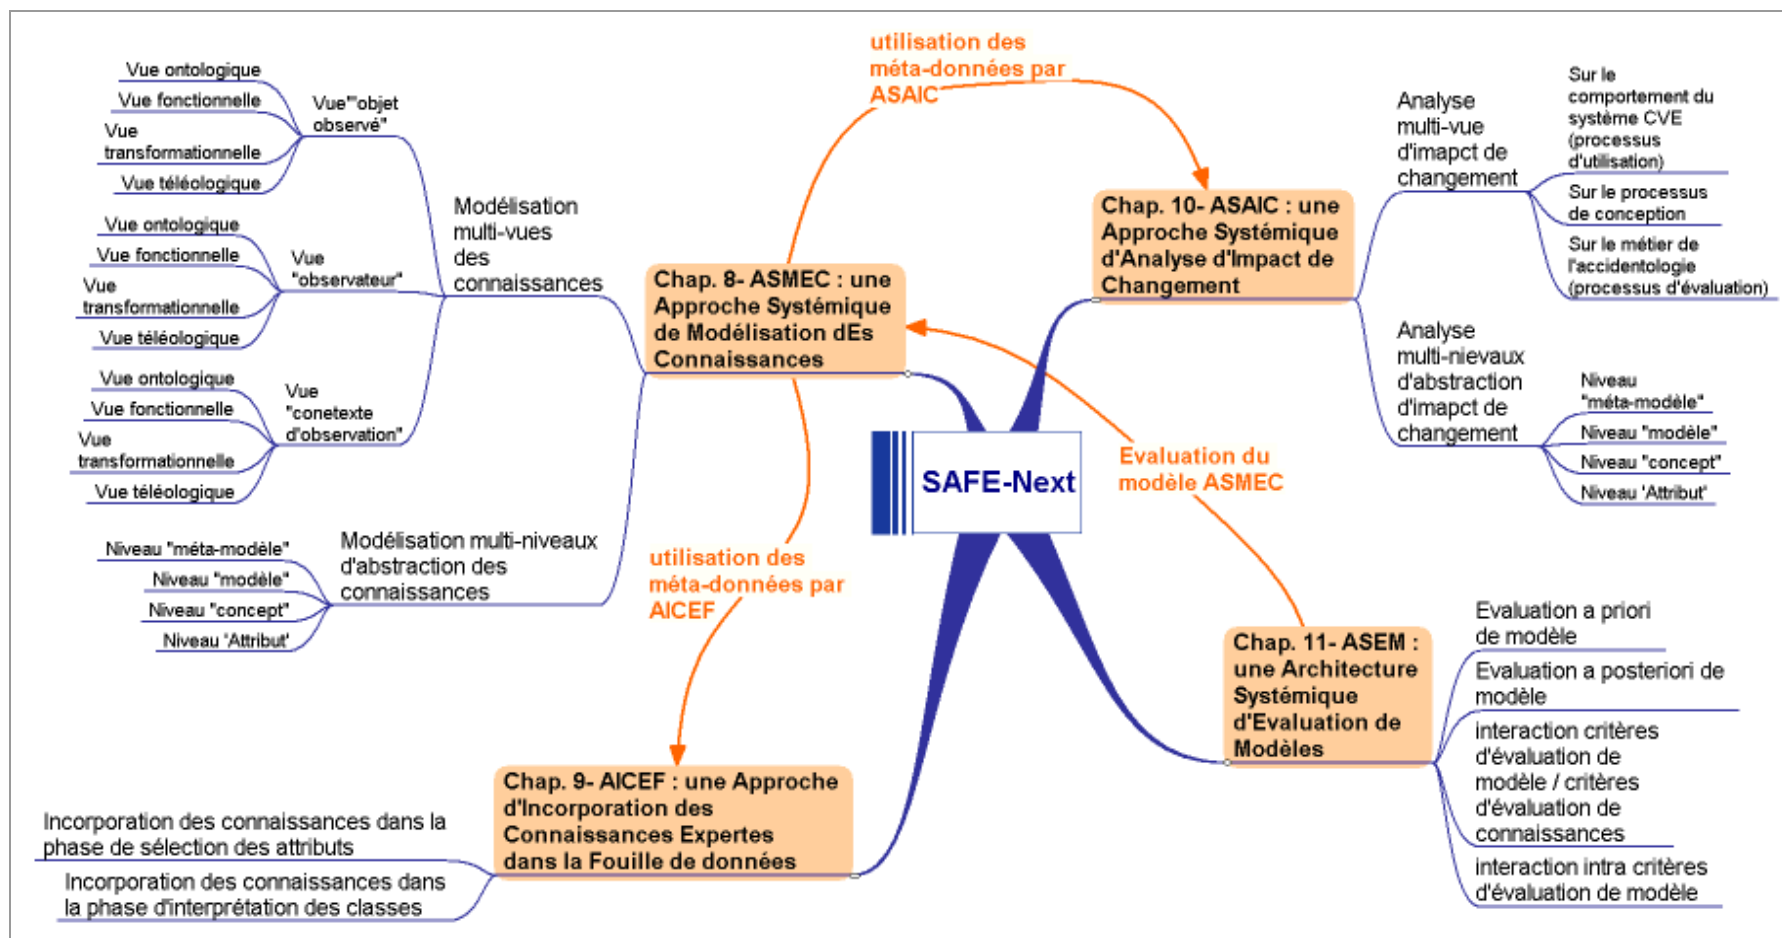 utilisation des
méta-données par
ASAIC
Vue ontologique
Vue fonctionnelle
Vue
transformationnelle
Vue téléologique
Vue"'objet
observé"
Vue ontologique
Vue fonctionnelle
Vue
transformationnelle
Vue téléologique
Vue
"observateur"
Vue ontologique
Vue fonctionnelle
Vue
transformationnelle
Vue téléologique
Vue
"conetexte
d'observation"
Modélisation
multi-vues
des
connaissances
Niveau "méta-modèle"
Niveau "modèle"
Niveau "concept"
Niveau 'Attribut'
Modélisation multi-niveaux
d'abstraction des
connaissances
Chap. 8- ASMEC : une
Approche Systémique
de Modélisation dEs
Connaissances
utilisation des
méta-données par
AICEF
Chap. 9- AICEF : une Approche
d'Incorporation des
Connaissances Expertes
dans la Fouille de données
Incorporation des connaissances dans la
phase de sélection des attributs
Incorporation des connaissances dans
la phase d'interprétation des classes
SAFE-Next
Chap. 10- ASAIC : une
Approche Systémique
d'Analyse d'Impact de
Changement
Analyse
multi-vue
d'imapct de
changement
Sur le
comportement du
système CVE
(processus
d'utilisation)
Sur le processus
de conception
Sur le métier de
l'accidentologie
(processus d'évaluation)
Analyse
multi-nievaux
d'abstraction
d'imapct de
changement
Niveau
"méta-modèle"
Niveau "modèle"
Niveau "concept"
Niveau 'Attribut'
Evaluation du
modèle ASMEC
Chap. 11- ASEM :
une Architecture
Systémique
d'Evaluation de
Modèles
Evaluation a priori
de modèle
Evaluation a posteriori de
modèle
interaction critères
d'évaluation de
modèle / critères
d'évaluation de
connaissances
interaction intra critères
d'évaluation de modèle